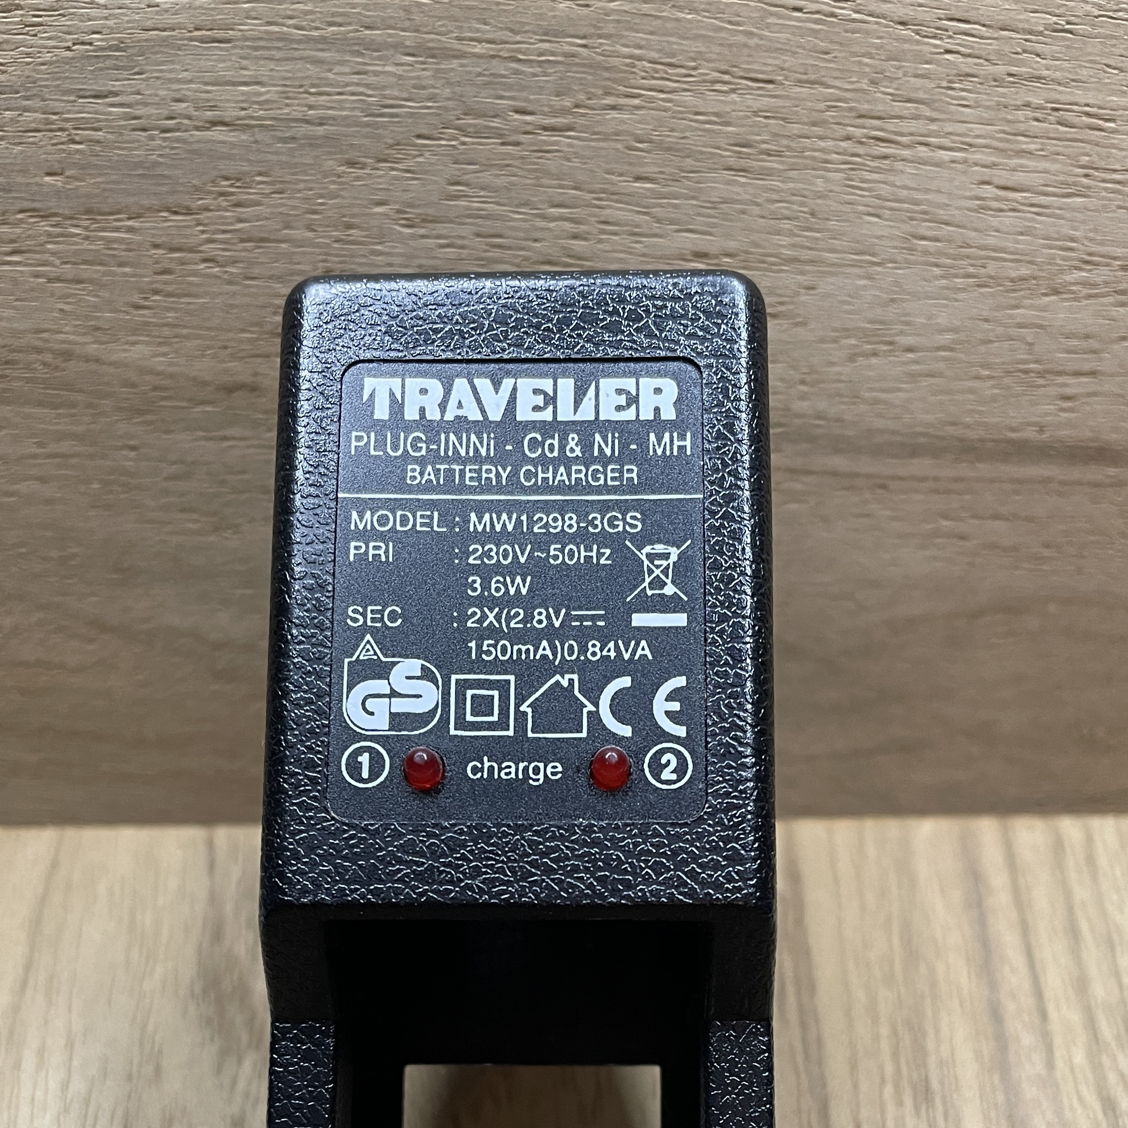 TRAVELER
PLUG-INNi - Cd & Ni - MH
BATTERY CHARGER
MODEL : MW1298-3GS
PRI : 230V~50Hz
3.6W
SEC : 2X(2.8V⎓
150mA)0.84VA
GS CE
1 charge 2